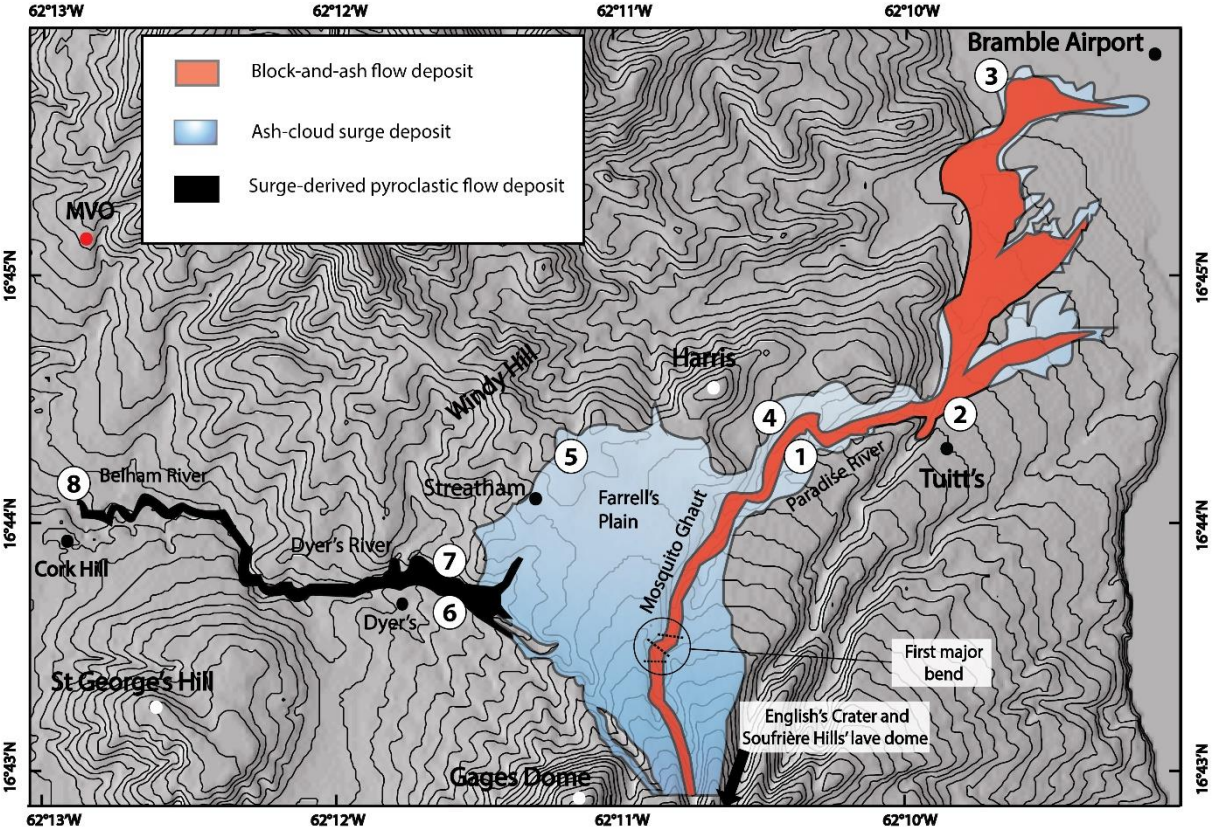 62°13'W
62°12'W
62°11'W
62°10'W
Bramble Airport
Block-and-ash flow deposit
Ash-cloud surge deposit
Surge-derived pyroclastic flow deposit
3
MVO
16°45'N
16°45'N
Windy Hill
Harris
4
2
1
5
Paradise River
Tuitt's
8
Belham River
Streatham
Farrell's
Plain
Mosquito Ghaut
16°44'N
16°44'N
Cork Hill
Dyer's River
7
6
Dyer's
First major
bend
St George's Hill
English's Crater and
Soufrière Hills' lave dome
16°43'N
16°43'N
Gages Dome
62°13'W
62°12'W
62°11'W
62°10'W